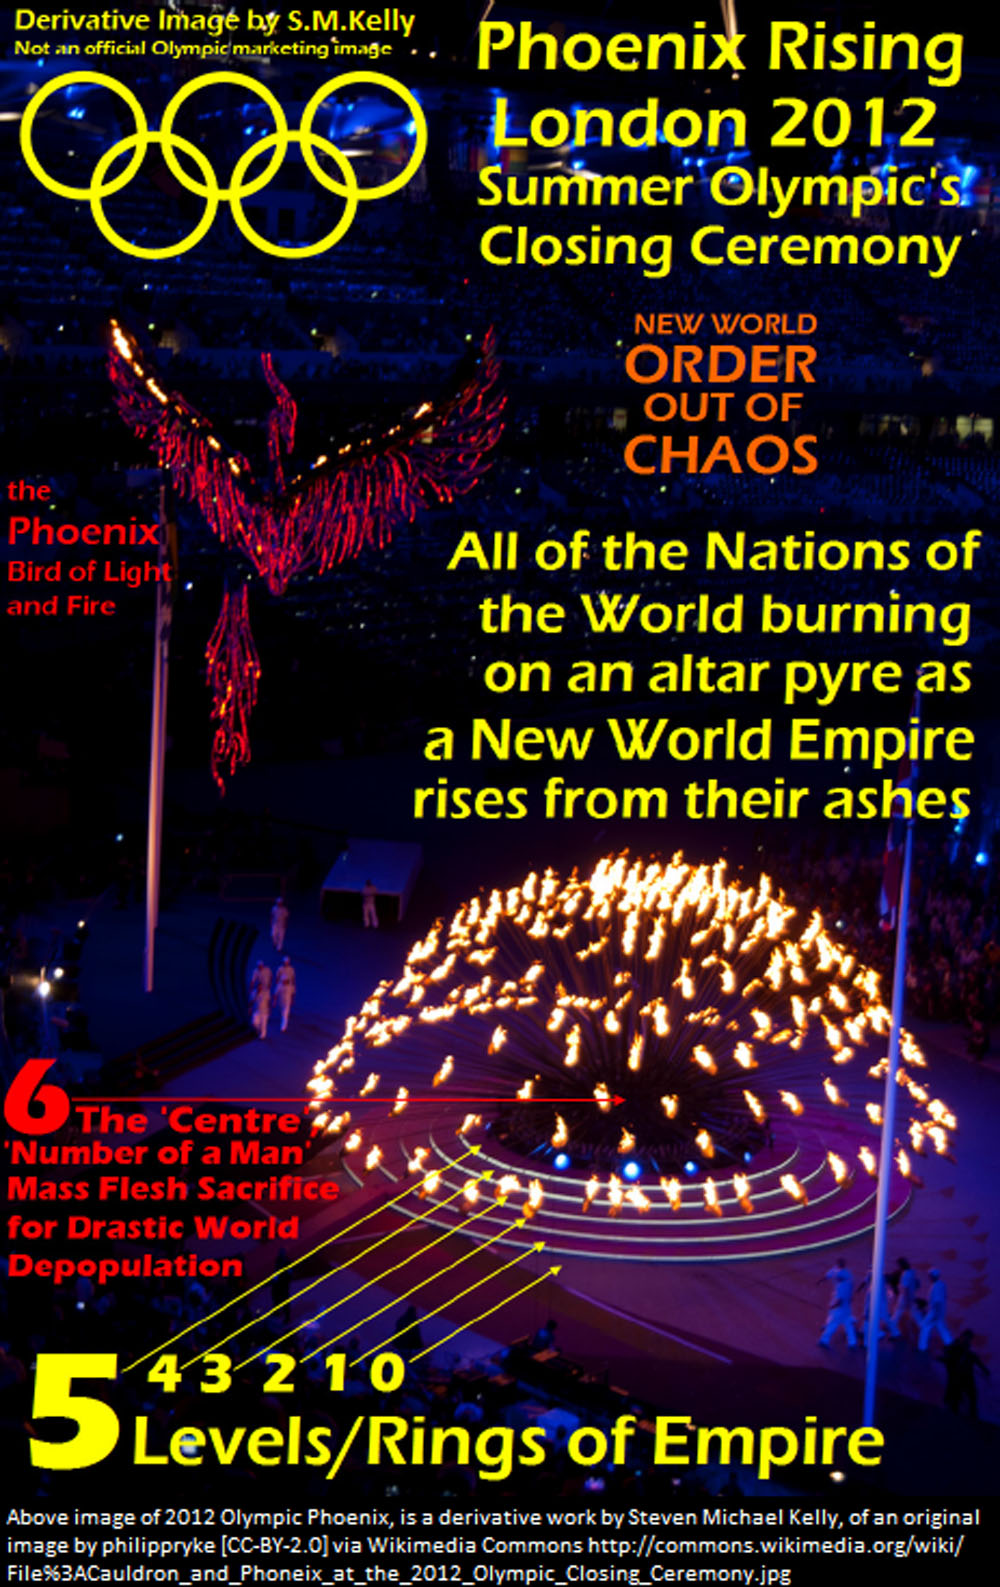 Derivative Image by S.M.Kelly
Not an official Olympic marketing image
Phoenix Rising
London 2012
Summer Olympic's
Closing Ceremony
NEW WORLD
ORDER
OUT OF
CHAOS
the
Phoenix
Bird of Light
and Fire
All of the Nations of
the World burning
on an altar pyre as
a New World Empire
rises from their ashes
6 The 'Centre',
'Number of a Man'
Mass Flesh Sacrifice
for Drastic World
Depopulation
5 4 3 2 1 0
Levels/Rings of Empire
Above image of 2012 Olympic Phoenix, is a derivative work by Steven Michael Kelly, of an original
image by philippryke [CC-BY-2.0] via Wikimedia Commons http://commons.wikimedia.org/wiki/
File%3ACauldron_and_Phoneix_at_the_2012_Olympic_Closing_Ceremony.jpg